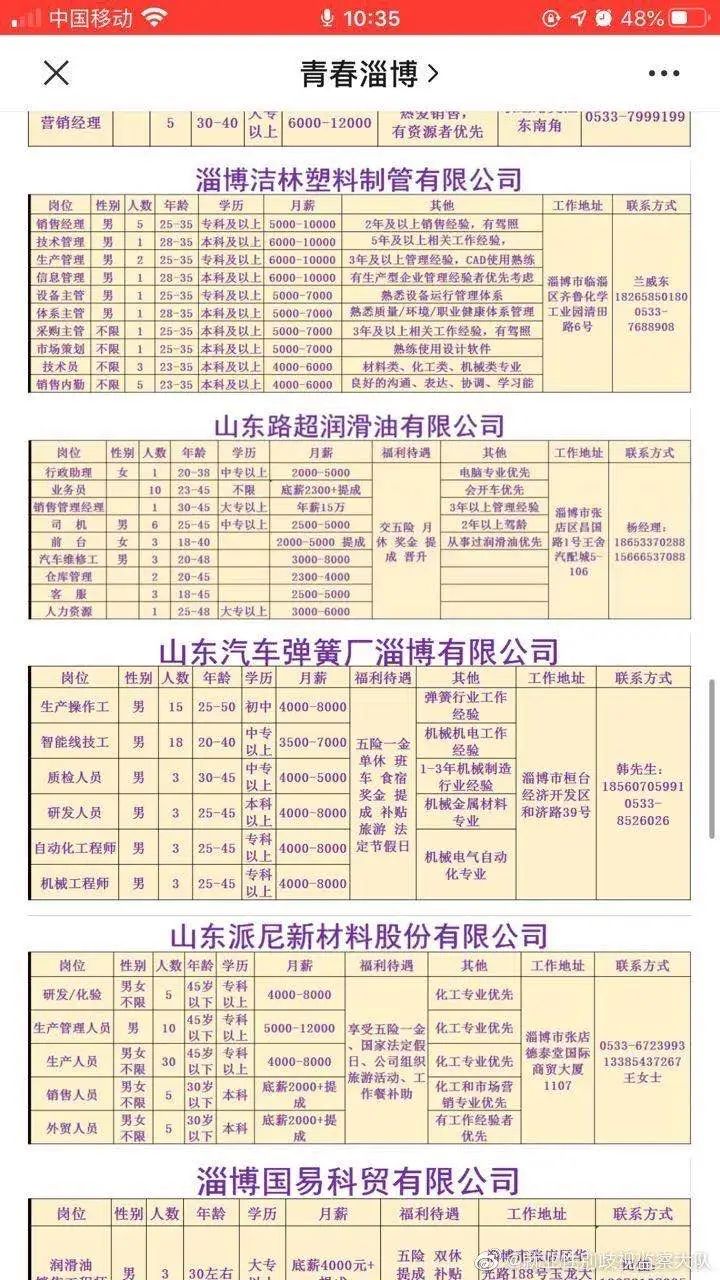 中国移动 10:35 48%
青春淄博
营销经理 5 30-40 大专以上 6000-12000 热爱销售，有资源者优先 东南角 0533-7999199
淄博洁林塑料制管有限公司
岗位 性别 人数 年龄 学历 月薪 其他 工作地址 联系方式
销售经理 男 5 25-35 专科及以上 5000-10000 2年及以上销售经验，有驾照
技术管理 男 1 28-35 本科及以上 6000-10000 5年以上相关工作经验，
生产管理 男 2 25-35 专科及以上 6000-10000 3年及以上管理经验，CAD使用熟练
信息管理 男 1 28-35 本科及以上 6000-10000 有生产型企业管理经验者优先考虑
设备主管 男 1 25-35 专科及以上 5000-7000 熟悉设备运行管理体系
体系主管 男 1 28-35 本科及以上 5000-7000 熟悉质量/环境/职业健康体系管理
采购主管 不限 1 25-35 本科及以上 5000-7000 3年及以上相关工作经验，有驾照
市场策划 不限 1 25-35 本科及以上 5000-7000 熟练使用设计软件
技术员 不限 3 23-35 本科及以上 4000-6000 材料类、化工类、机械类专业
销售内勤 不限 5 23-35 本科及以上 4000-6000 良好的沟通、表达、协调、学习能
淄博市临淄区齐鲁化学工业园清田路6号
兰威东
18265850180
0533-7688908
山东路超润滑油有限公司
岗位 性别 人数 年龄 学历 月薪 福利待遇 其他 工作地址 联系方式
行政助理 女 1 20-38 中专以上 2000-5000 电脑专业优先
业务员 10 23-45 不限 底薪2300+提成 会开车优先
销售管理经理 1 30-45 大专以上 年薪15万 3年以上管理经验
司 机 男 6 25-45 中专以上 2500-5000 2年以上驾龄
前 台 女 3 18-40 2000-5000 提成 从事过润滑油优先
汽车维修工 男 3 20-48 3000-8000
仓库管理 2 20-45 2300-4000
客 服 3 18-45 2500-5000
人力资源 1 25-48 大专以上 3000-6000
交五险 月休 奖金 提成 晋升
淄博市张店区昌国路1号王舍汽配城5-106
杨经理：
18653370288
15666537088
山东汽车弹簧厂淄博有限公司
岗位 性别 人数 年龄 学历 月薪 福利待遇 其他 工作地址 联系方式
生产操作工 男 15 25-50 初中 4000-8000 弹簧行业工作经验
智能线技工 男 18 20-40 中专以上 3500-7000 机械机电工作经验
质检人员 男 3 30-45 中专以上 4000-5000 1-3年机械制造行业经验
研发人员 男 3 25-45 本科以上 4000-8000 机械金属材料专业
自动化工程师 男 3 25-45 专科以上 4000-8000 机械电气自动化专业
机械工程师 男 3 25-45 专科以上 4000-8000
五险一金 单休 班车 食宿 奖金 提成 补贴 旅游 法定节假日
淄博市桓台经济开发区和济路39号
韩先生：
18560705991
0533-8526026
山东派尼新材料股份有限公司
岗位 性别 人数 年龄 学历 月薪 福利待遇 其他 工作地址 联系方式
研发/化验 男女不限 5 45岁以下 专科以上 4000-8000 化工专业优先
生产管理人员 男 10 45岁以下 专科以上 5000-12000 化工专业优先
生产人员 男女不限 30 45岁以下 专科以上 4000-8000 化工专业优先
销售人员 男女不限 5 30岁以下 本科 底薪2000+提成 化工和市场营销专业优先
外贸人员 男女不限 5 30岁以下 本科 底薪2000+提成 有工作经验者优先
享受五险一金、国家法定假日、公司组织旅游活动、工作餐补助
淄博市张店德泰堂国际商贸大厦1107
0533-6723993
13385437267
王女士
淄博国易科贸有限公司
岗位 性别 人数 年龄 学历 月薪 福利待遇 工作地址 联系方式
润滑油 男 3 30左右 大专 底薪4000元+ 五险 双休 提成 补贴 光路188号玉龙大